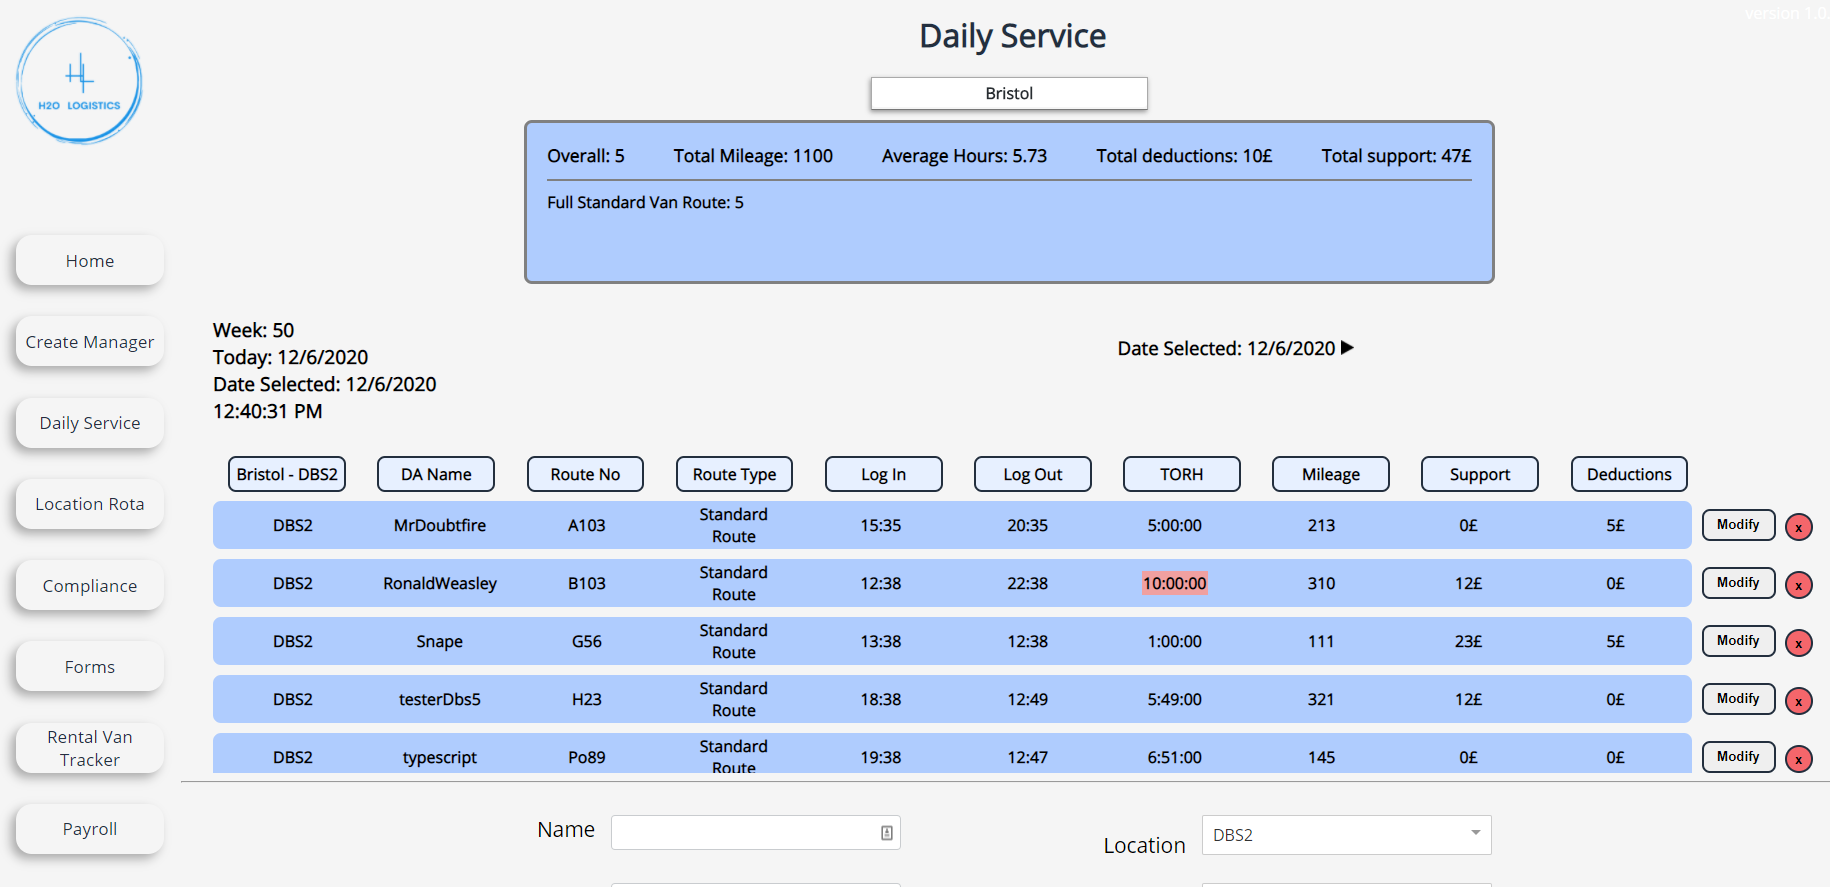 version 1.0.
H2O LOGISTICS
Daily Service
Bristol
Overall: 5 Total Mileage: 1100 Average Hours: 5.73 Total deductions: 10£ Total support: 47£
Full Standard Van Route: 5
Home
Create Manager
Daily Service
Location Rota
Compliance
Forms
Rental Van
Tracker
Payroll
Week: 50
Today: 12/6/2020
Date Selected: 12/6/2020
12:40:31 PM
Date Selected: 12/6/2020
Bristol - DBS2 DA Name Route No Route Type Log In Log Out TORH Mileage Support Deductions
DBS2 MrDoubtfire A103 Standard Route 15:35 20:35 5:00:00 213 0£ 5£ Modify x
DBS2 RonaldWeasley B103 Standard Route 12:38 22:38 10:00:00 310 12£ 0£ Modify x
DBS2 Snape G56 Standard Route 13:38 12:38 1:00:00 111 23£ 5£ Modify x
DBS2 testerDbs5 H23 Standard Route 18:38 12:49 5:49:00 321 12£ 0£ Modify x
DBS2 typescript Po89 Standard Route 19:38 12:47 6:51:00 145 0£ 0£ Modify x
Name
Location DBS2